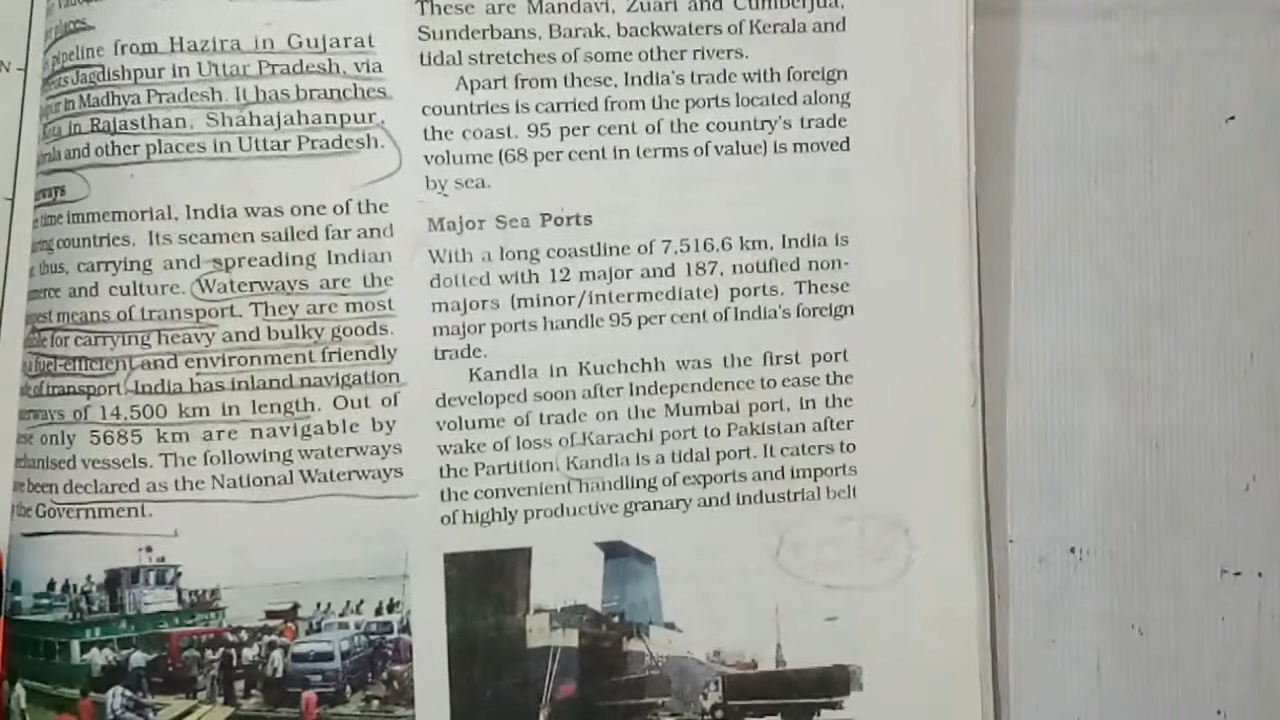 places.
pipeline from Hazira in Gujarat
Jagdishpur in Uttar Pradesh, via
in Madhya Pradesh. It has branches
in Rajasthan, Shahajahanpur,
and other places in Uttar Pradesh.
time immemorial, India was one of the
countries. Its seamen sailed far and
thus, carrying and spreading Indian
and culture. Waterways are the
means of transport. They are most
for carrying heavy and bulky goods.
fuel-efficient and environment friendly
of transport. India has inland navigation
of 14,500 km in length. Out of
only 5685 km are navigable by
vessels. The following waterways
been declared as the National Waterways
the Government.
These are Mandavi, Zuari and Cumberjua,
Sunderbans, Barak, backwaters of Kerala and
tidal stretches of some other rivers.
Apart from these, India's trade with foreign
countries is carried from the ports located along
the coast. 95 per cent of the country's trade
volume (68 per cent in terms of value) is moved
by sea.
Major Sea Ports
With a long coastline of 7,516.6 km, India is
dotted with 12 major and 187, notified non-
majors (minor/intermediate) ports. These
major ports handle 95 per cent of India's foreign
trade.
Kandla in Kuchchh was the first port
developed soon after Independence to ease the
volume of trade on the Mumbai port, in the
wake of loss of Karachi port to Pakistan after
the Partition. Kandla is a tidal port. It caters to
the convenient handling of exports and imports
of highly productive granary and industrial belt